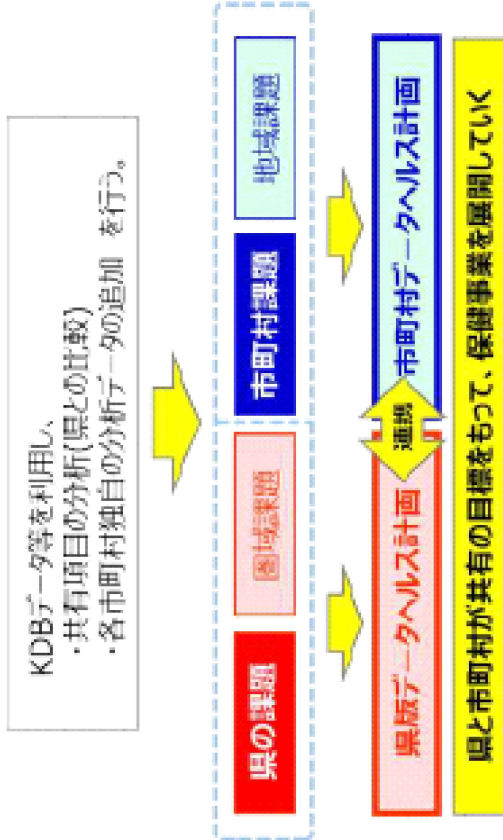 KDBデータ等を利用し、
・共有項目の分析(県との比較)
・各市町村独自の分析データの追加　を行う。
県の課題
圏域課題
市町村課題
地域課題
県版データヘルス計画
連携
市町村データヘルス計画
県と市町村が共有の目標をもって、保健事業を展開していく